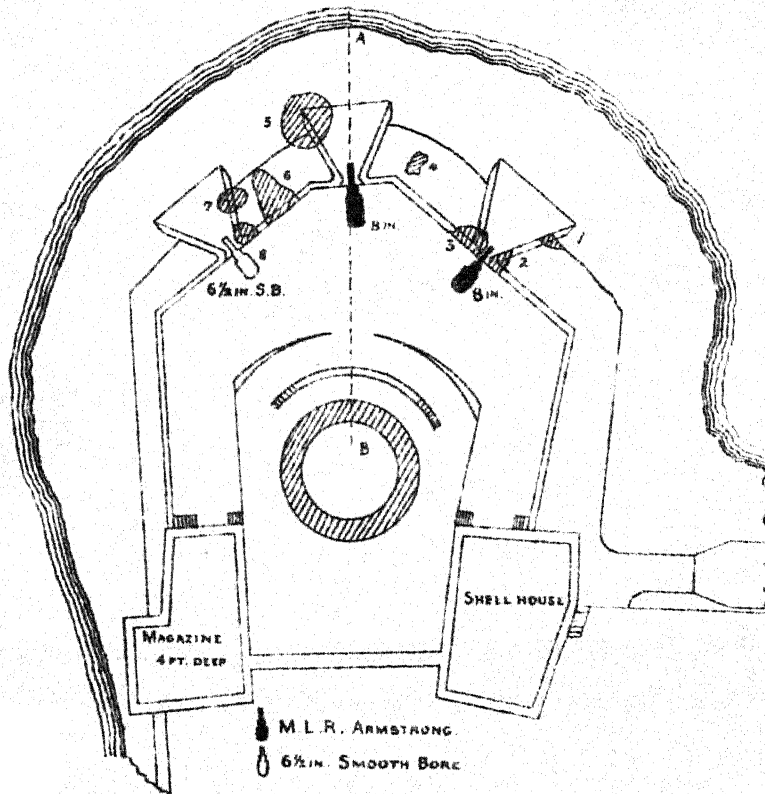 A
5
6
4
7
8 IN.
3
1
2
8
6½ IN. S.B.
8 IN.
B
SHELL HOUSE
MAGAZINE
4 FT. DEEP
M.L.R. ARMSTRONG.
6½ IN. SMOOTH BORE